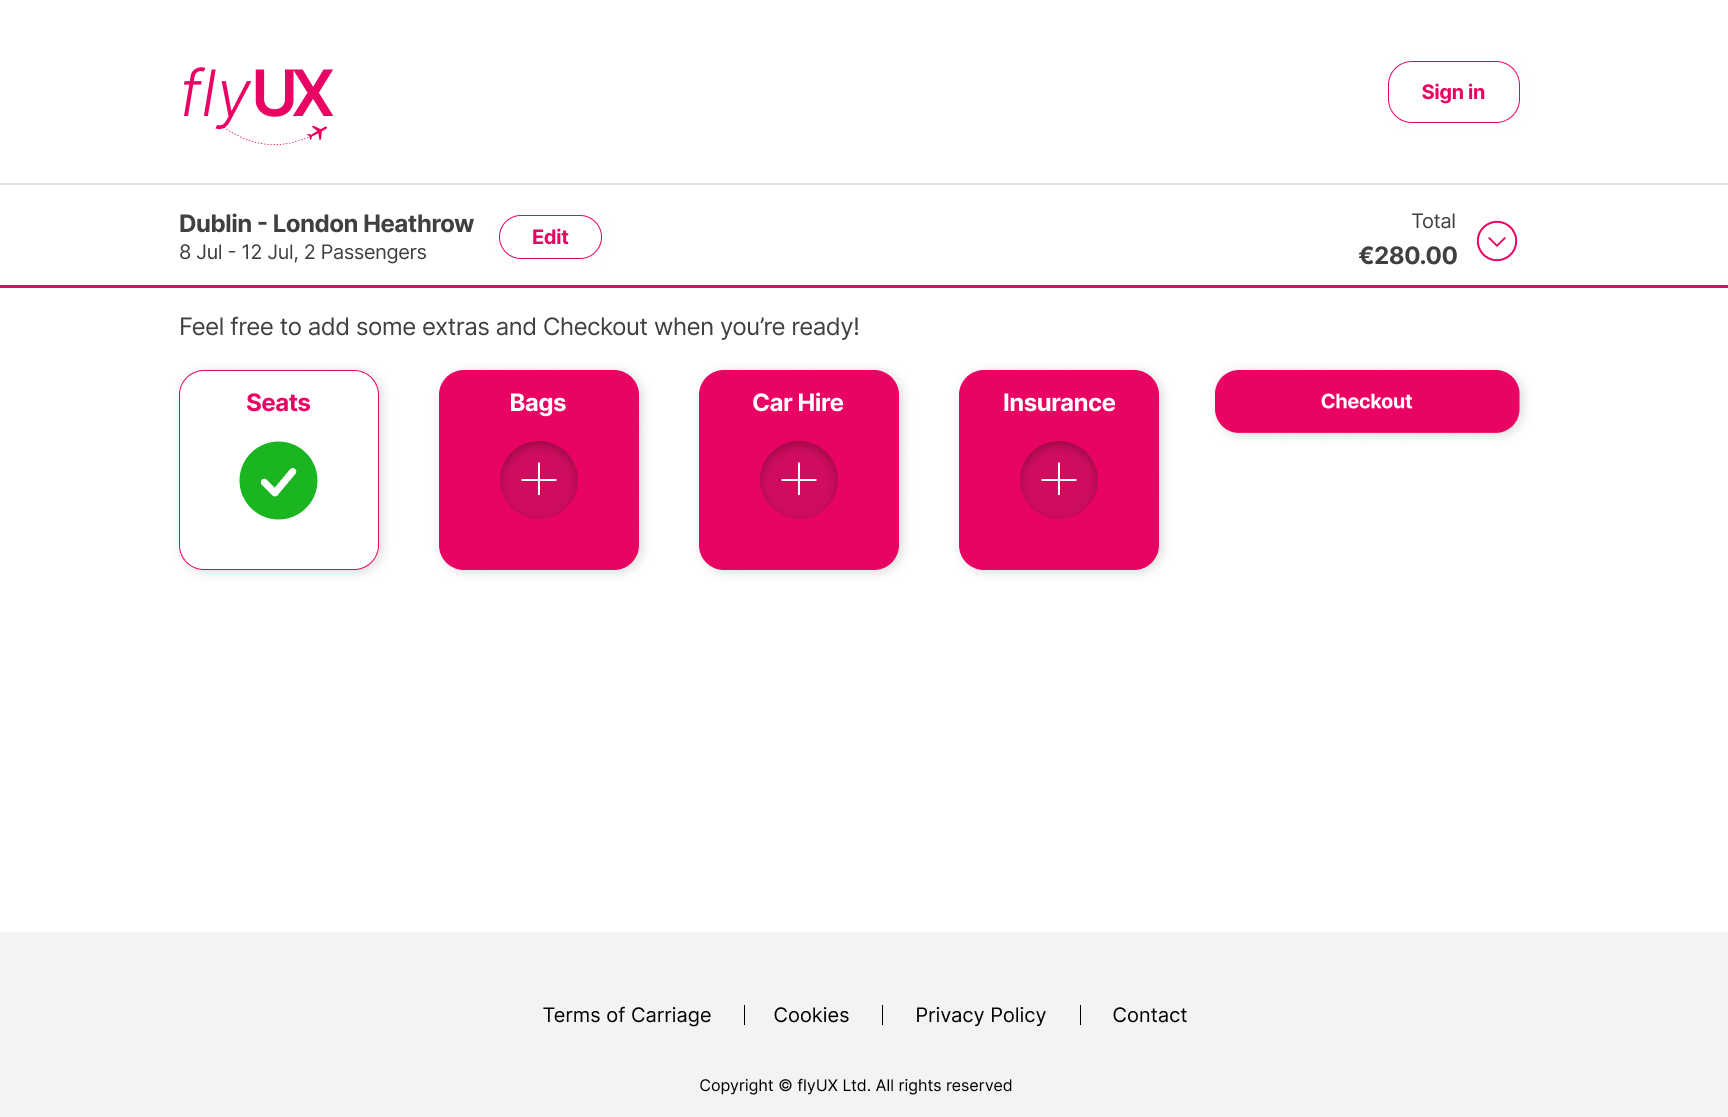 flyUX
Sign in
Dublin - London Heathrow
8 Jul - 12 Jul, 2 Passengers
Edit
Total
€280.00
Feel free to add some extras and Checkout when you’re ready!
Seats
Bags
Car Hire
Insurance
Checkout
Terms of Carriage
Cookies
Privacy Policy
Contact
Copyright © flyUX Ltd. All rights reserved